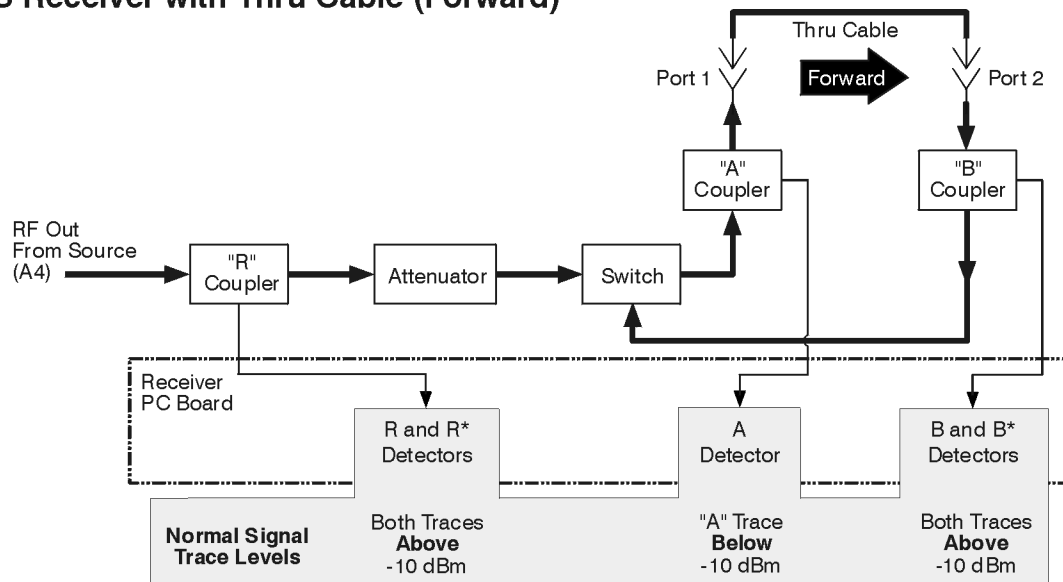 Receiver with Thru Cable (Forward)
Thru Cable
Port 1
Forward
Port 2
"A"
Coupler
"B"
Coupler
RF Out
From Source
(A4)
"R"
Coupler
Attenuator
Switch
Receiver
PC Board
R and R*
Detectors
A
Detector
B and B*
Detectors
Normal Signal
Trace Levels
Both Traces
Above
-10 dBm
"A" Trace
Below
-10 dBm
Both Traces
Above
-10 dBm